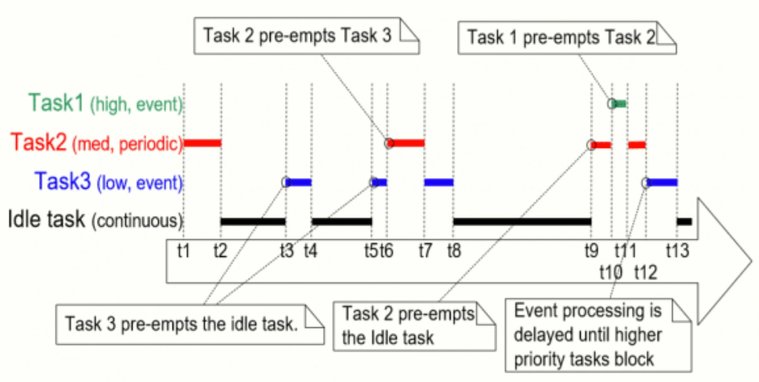 Task 2 pre-empts Task 3
Task 1 pre-empts Task 2
Task1 (high, event)
Task2 (med, periodic)
Task3 (low, event)
Idle task (continuous)
t1 t2 t3 t4 t5 t6 t7 t8 t9 t11 t13
t10 t12
Task 3 pre-empts the idle task.
Task 2 pre-empts
the Idle task
Event processing is
delayed until higher
priority tasks block